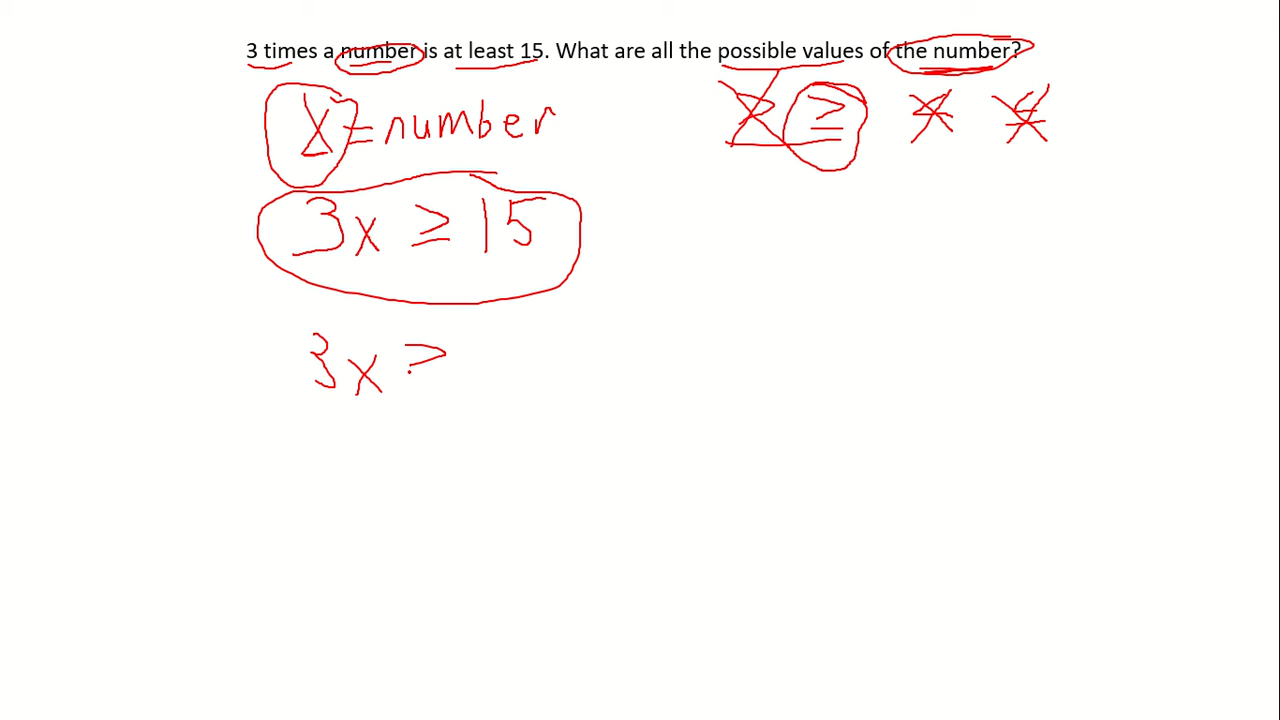 3 times a number is at least 15. What are all the possible values of the number?
x = number
> ≥ < ≤
3x ≥ 15
3x >